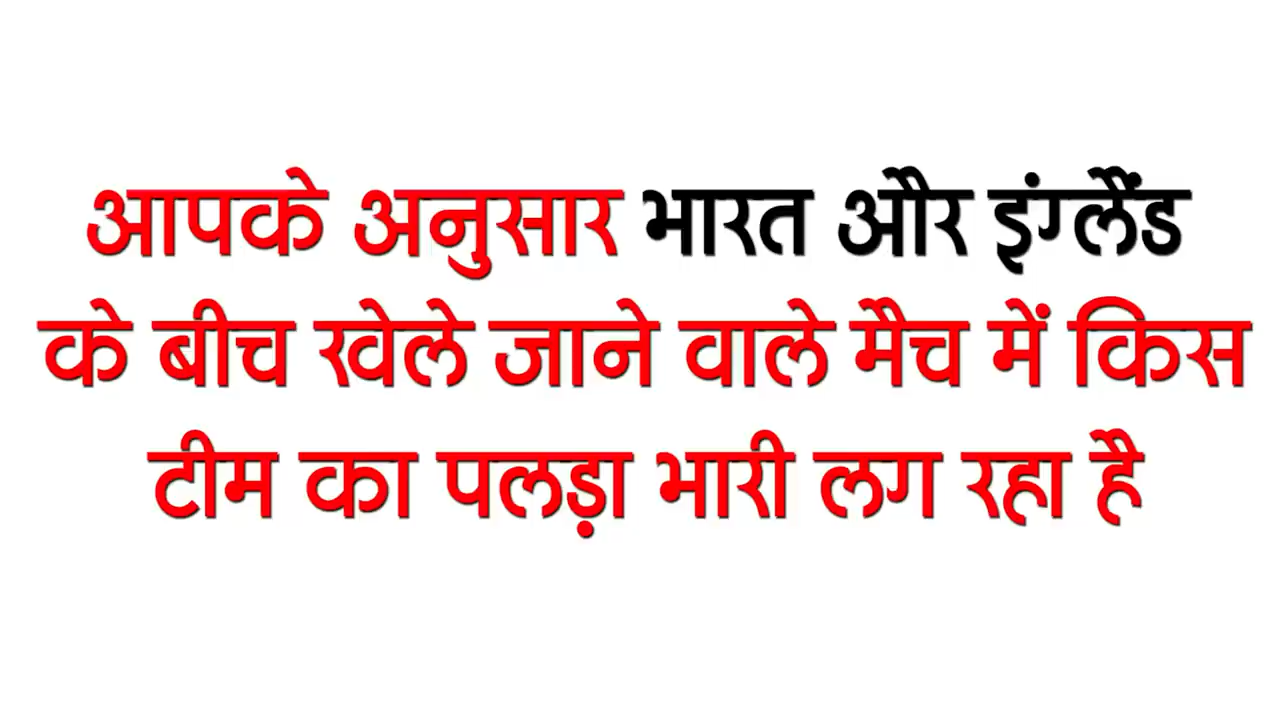 आपके अनुसार भारत और इंग्लैंड
के बीच खेले जाने वाले मैच में किस
टीम का पलड़ा भारी लग रहा है